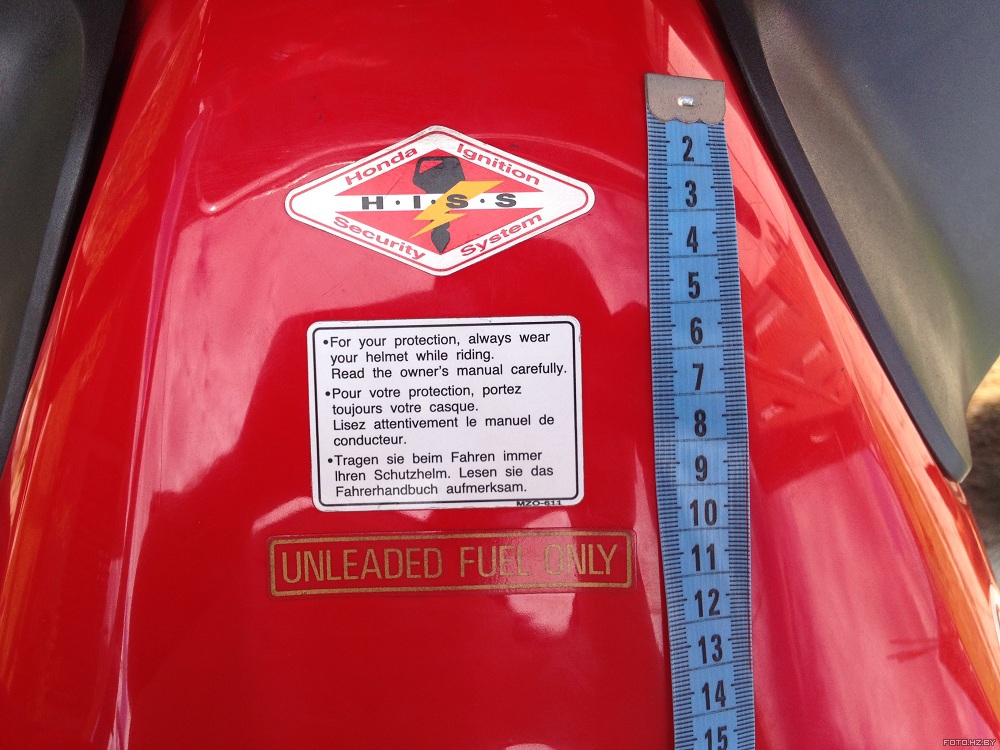 Honda Ignition
H·I·S·S
Security System
•For your protection, always wear
your helmet while riding.
Read the owner's manual carefully.
•Pour votre protection, portez
toujours votre casque.
Lisez attentivement le manuel de
conducteur.
•Tragen sie beim Fahren immer
Ihren Schutzhelm. Lesen sie das
Fahrerhandbuch aufmerksam.
MZO-611
UNLEADED FUEL ONLY
2
3
4
5
6
7
8
9
10
11
12
13
14
15
FOTO.HZ.BY